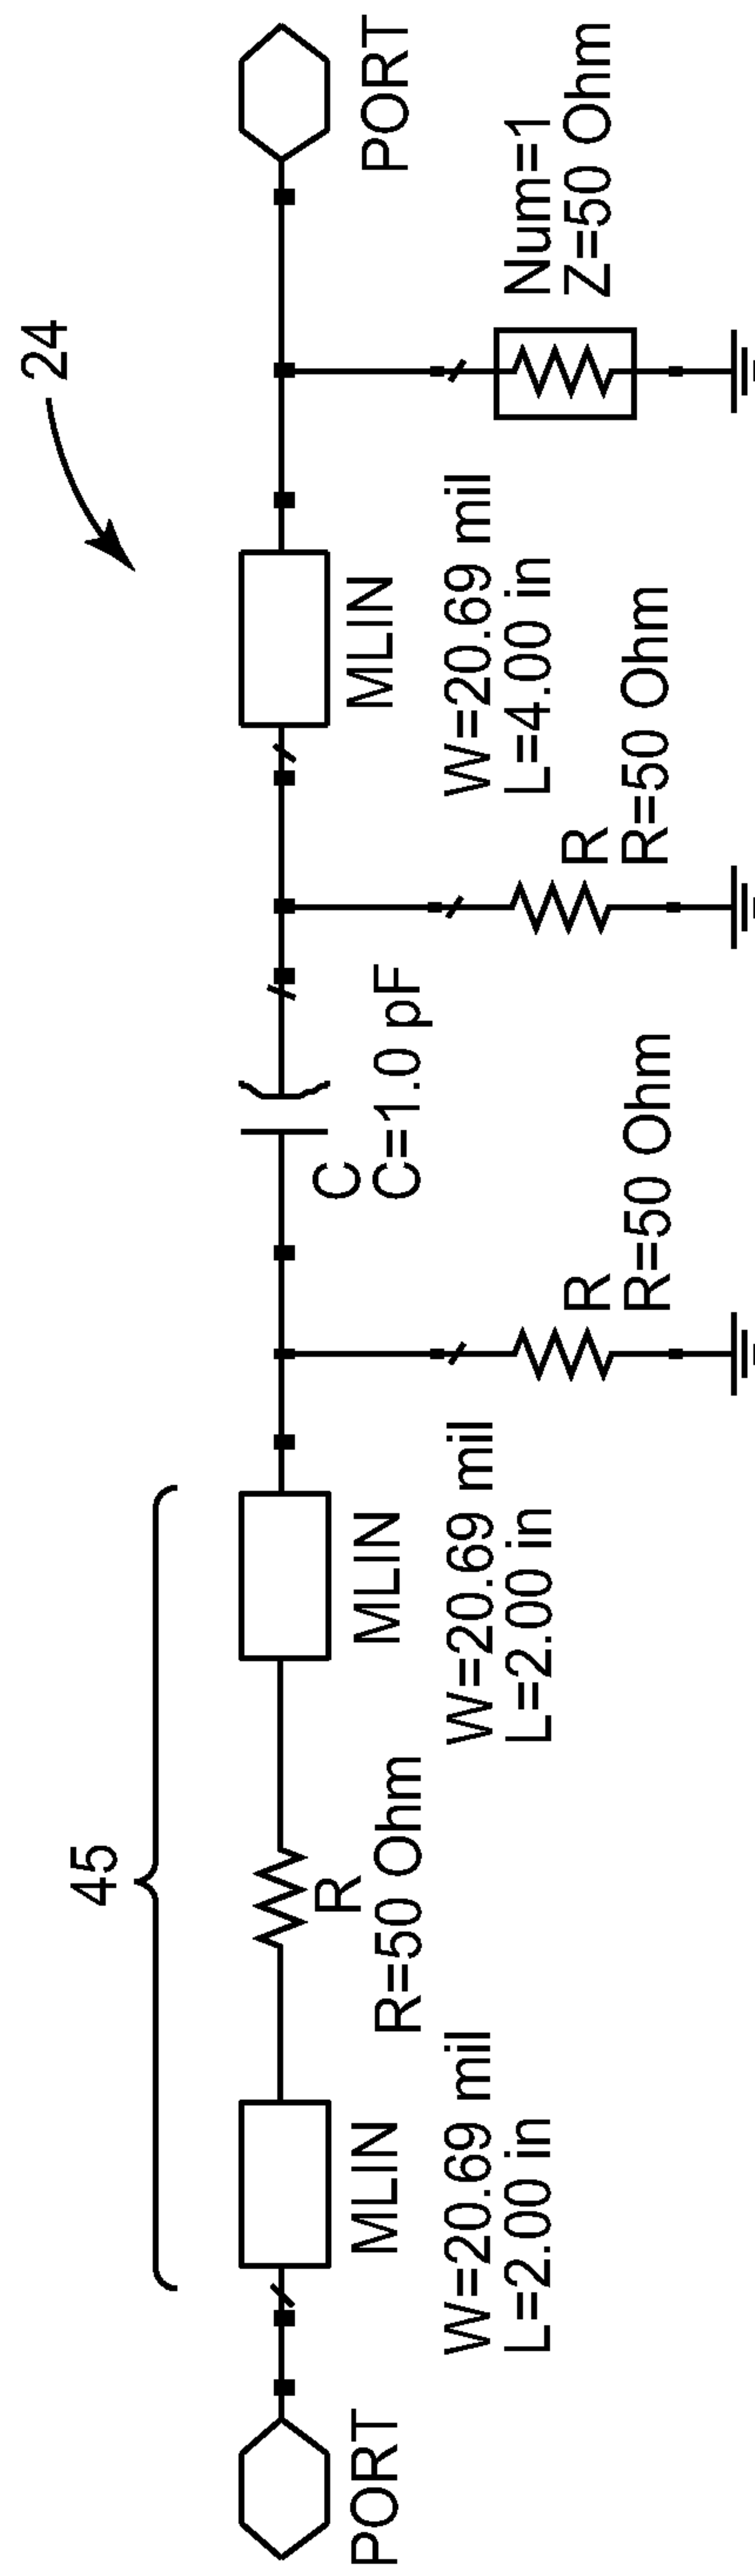 24
45
PORT
MLIN
W=20.69 mil
L=2.00 in
R
R=50 Ohm
MLIN
W=20.69 mil
L=2.00 in
R
R=50 Ohm
C
C=1.0 pF
R
R=50 Ohm
MLIN
W=20.69 mil
L=4.00 in
Num=1
Z=50 Ohm
PORT